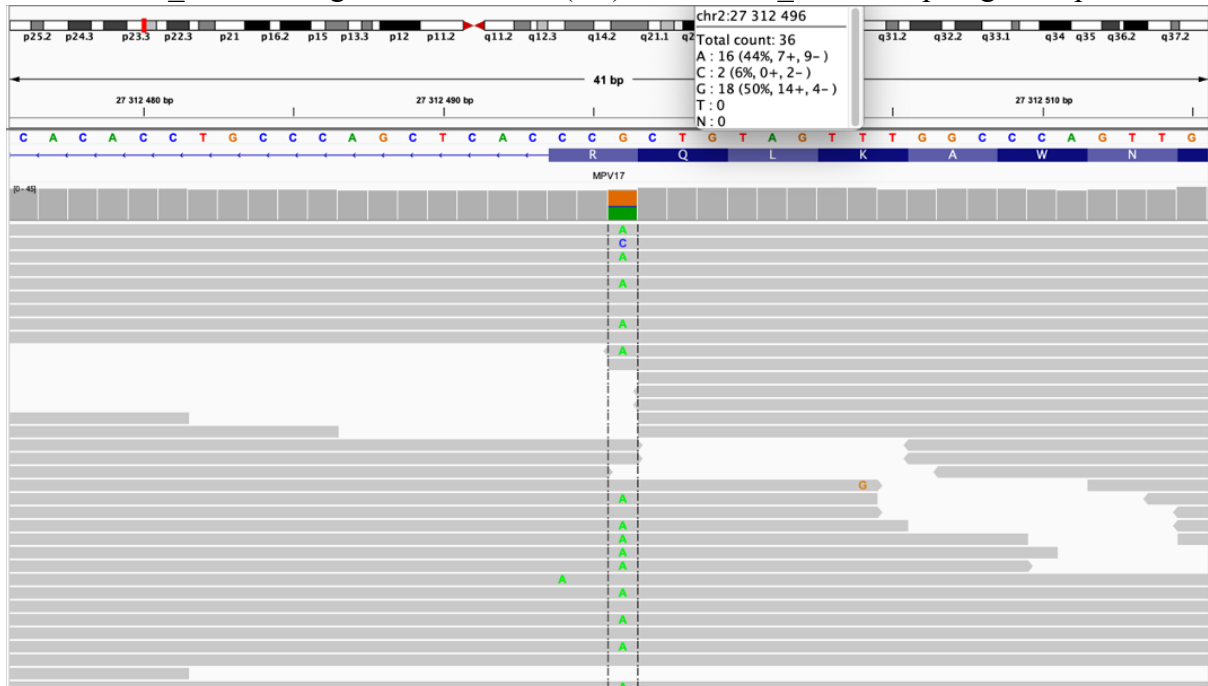 chr2:27 312 496
Total count: 36
A : 16 (44%, 7+, 9- )
C : 2 (6%, 0+, 2- )
G : 18 (50%, 14+, 4- )
T : 0
N : 0
p25.2 p24.3 p23.3 p22.3 p21 p16.2 p15 p13.3 p12 p11.2 q11.2 q12.3 q14.2 q21.1 q31.2 q32.2 q33.1 q34 q35 q36.2 q37.2
41 bp
27 312 480 bp 27 312 490 bp 27 312 510 bp
C A C A C C T G C C C A G C T C A C C C G C T G T A G T T T G G C C C A G T T G
R Q L K A W N
MPV17
[0 - 45]
A
C
A
A
A
A
G
A
A
A
A
A
A
A
A
A